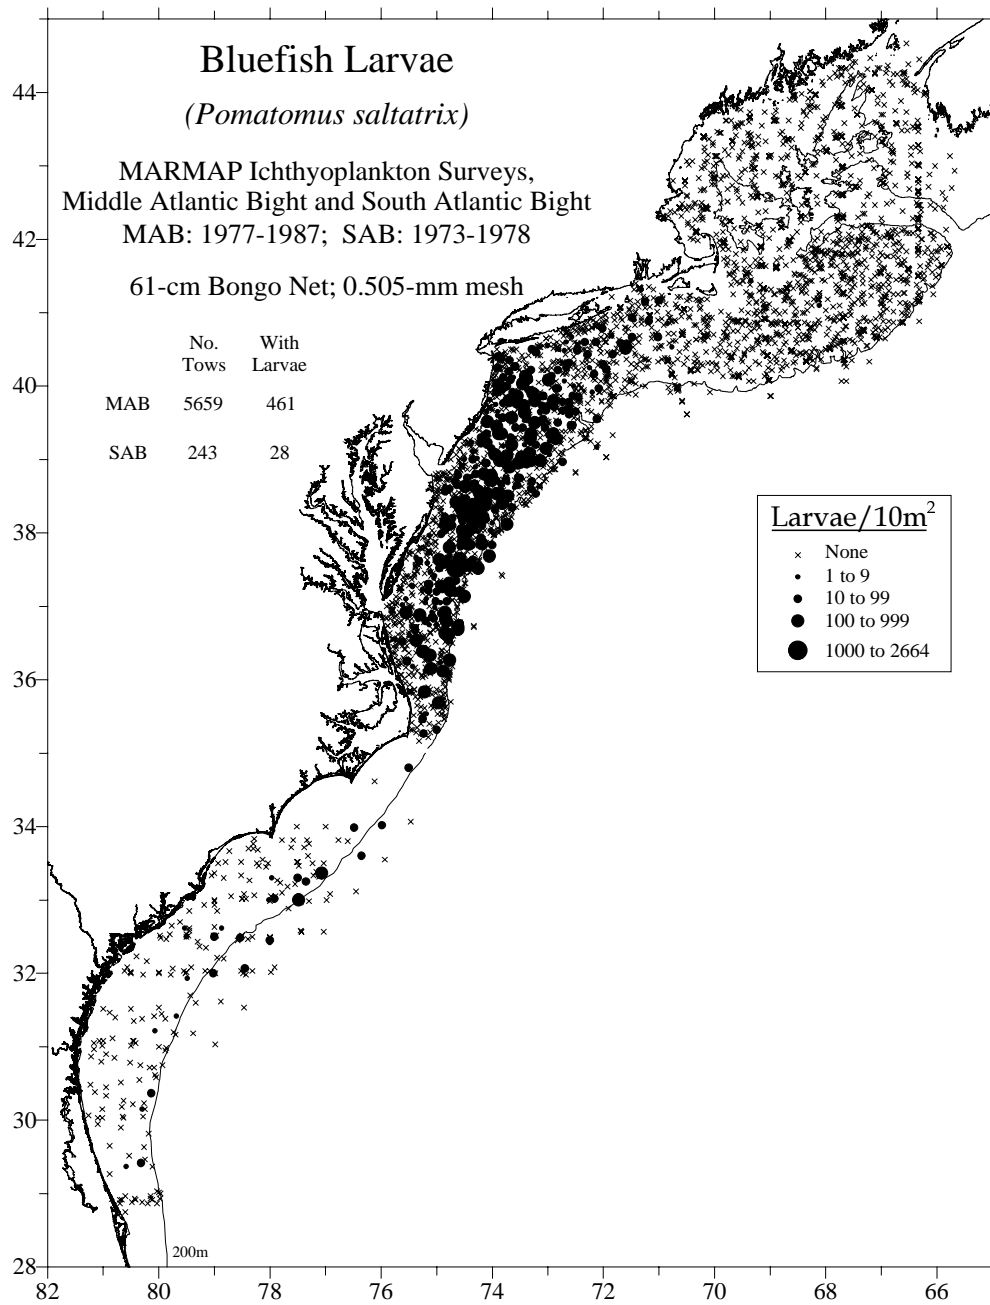 Bluefish Larvae
(Pomatomus saltatrix)
MARMAP Ichthyoplankton Surveys,
Middle Atlantic Bight and South Atlantic Bight
MAB: 1977-1987; SAB: 1973-1978
61-cm Bongo Net; 0.505-mm mesh
No. With
Tows Larvae
MAB 5659 461
SAB 243 28
Larvae/10m²
None
1 to 9
10 to 99
100 to 999
1000 to 2664
44
42
40
38
36
34
32
30
28
200m
82 80 78 76 74 72 70 68 66